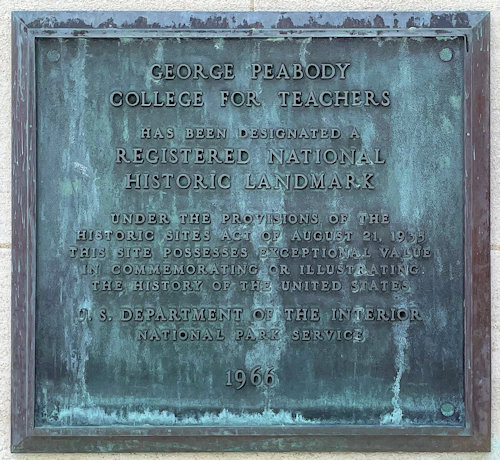 GEORGE PEABODY
COLLEGE FOR TEACHERS
HAS BEEN DESIGNATED A
REGISTERED NATIONAL
HISTORIC LANDMARK
UNDER THE PROVISIONS OF THE
HISTORIC SITES ACT OF AUGUST 21, 1935
THIS SITE POSSESSES EXCEPTIONAL VALUE
IN COMMEMORATING OR ILLUSTRATING
THE HISTORY OF THE UNITED STATES
U. S. DEPARTMENT OF THE INTERIOR
NATIONAL PARK SERVICE
1966